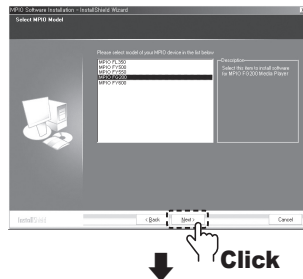 MPIO Software Installation - InstallShield Wizard
Select MPIO Model
Please select model of your MPIO device in the list below
MPIO FL350
MPIO FY500
MPIO FY550
MPIO FG200
MPIO FY600
Description
Select this item to install software for MPIO FG200 Media Player
InstallShield
< Back
Next >
Cancel
Click